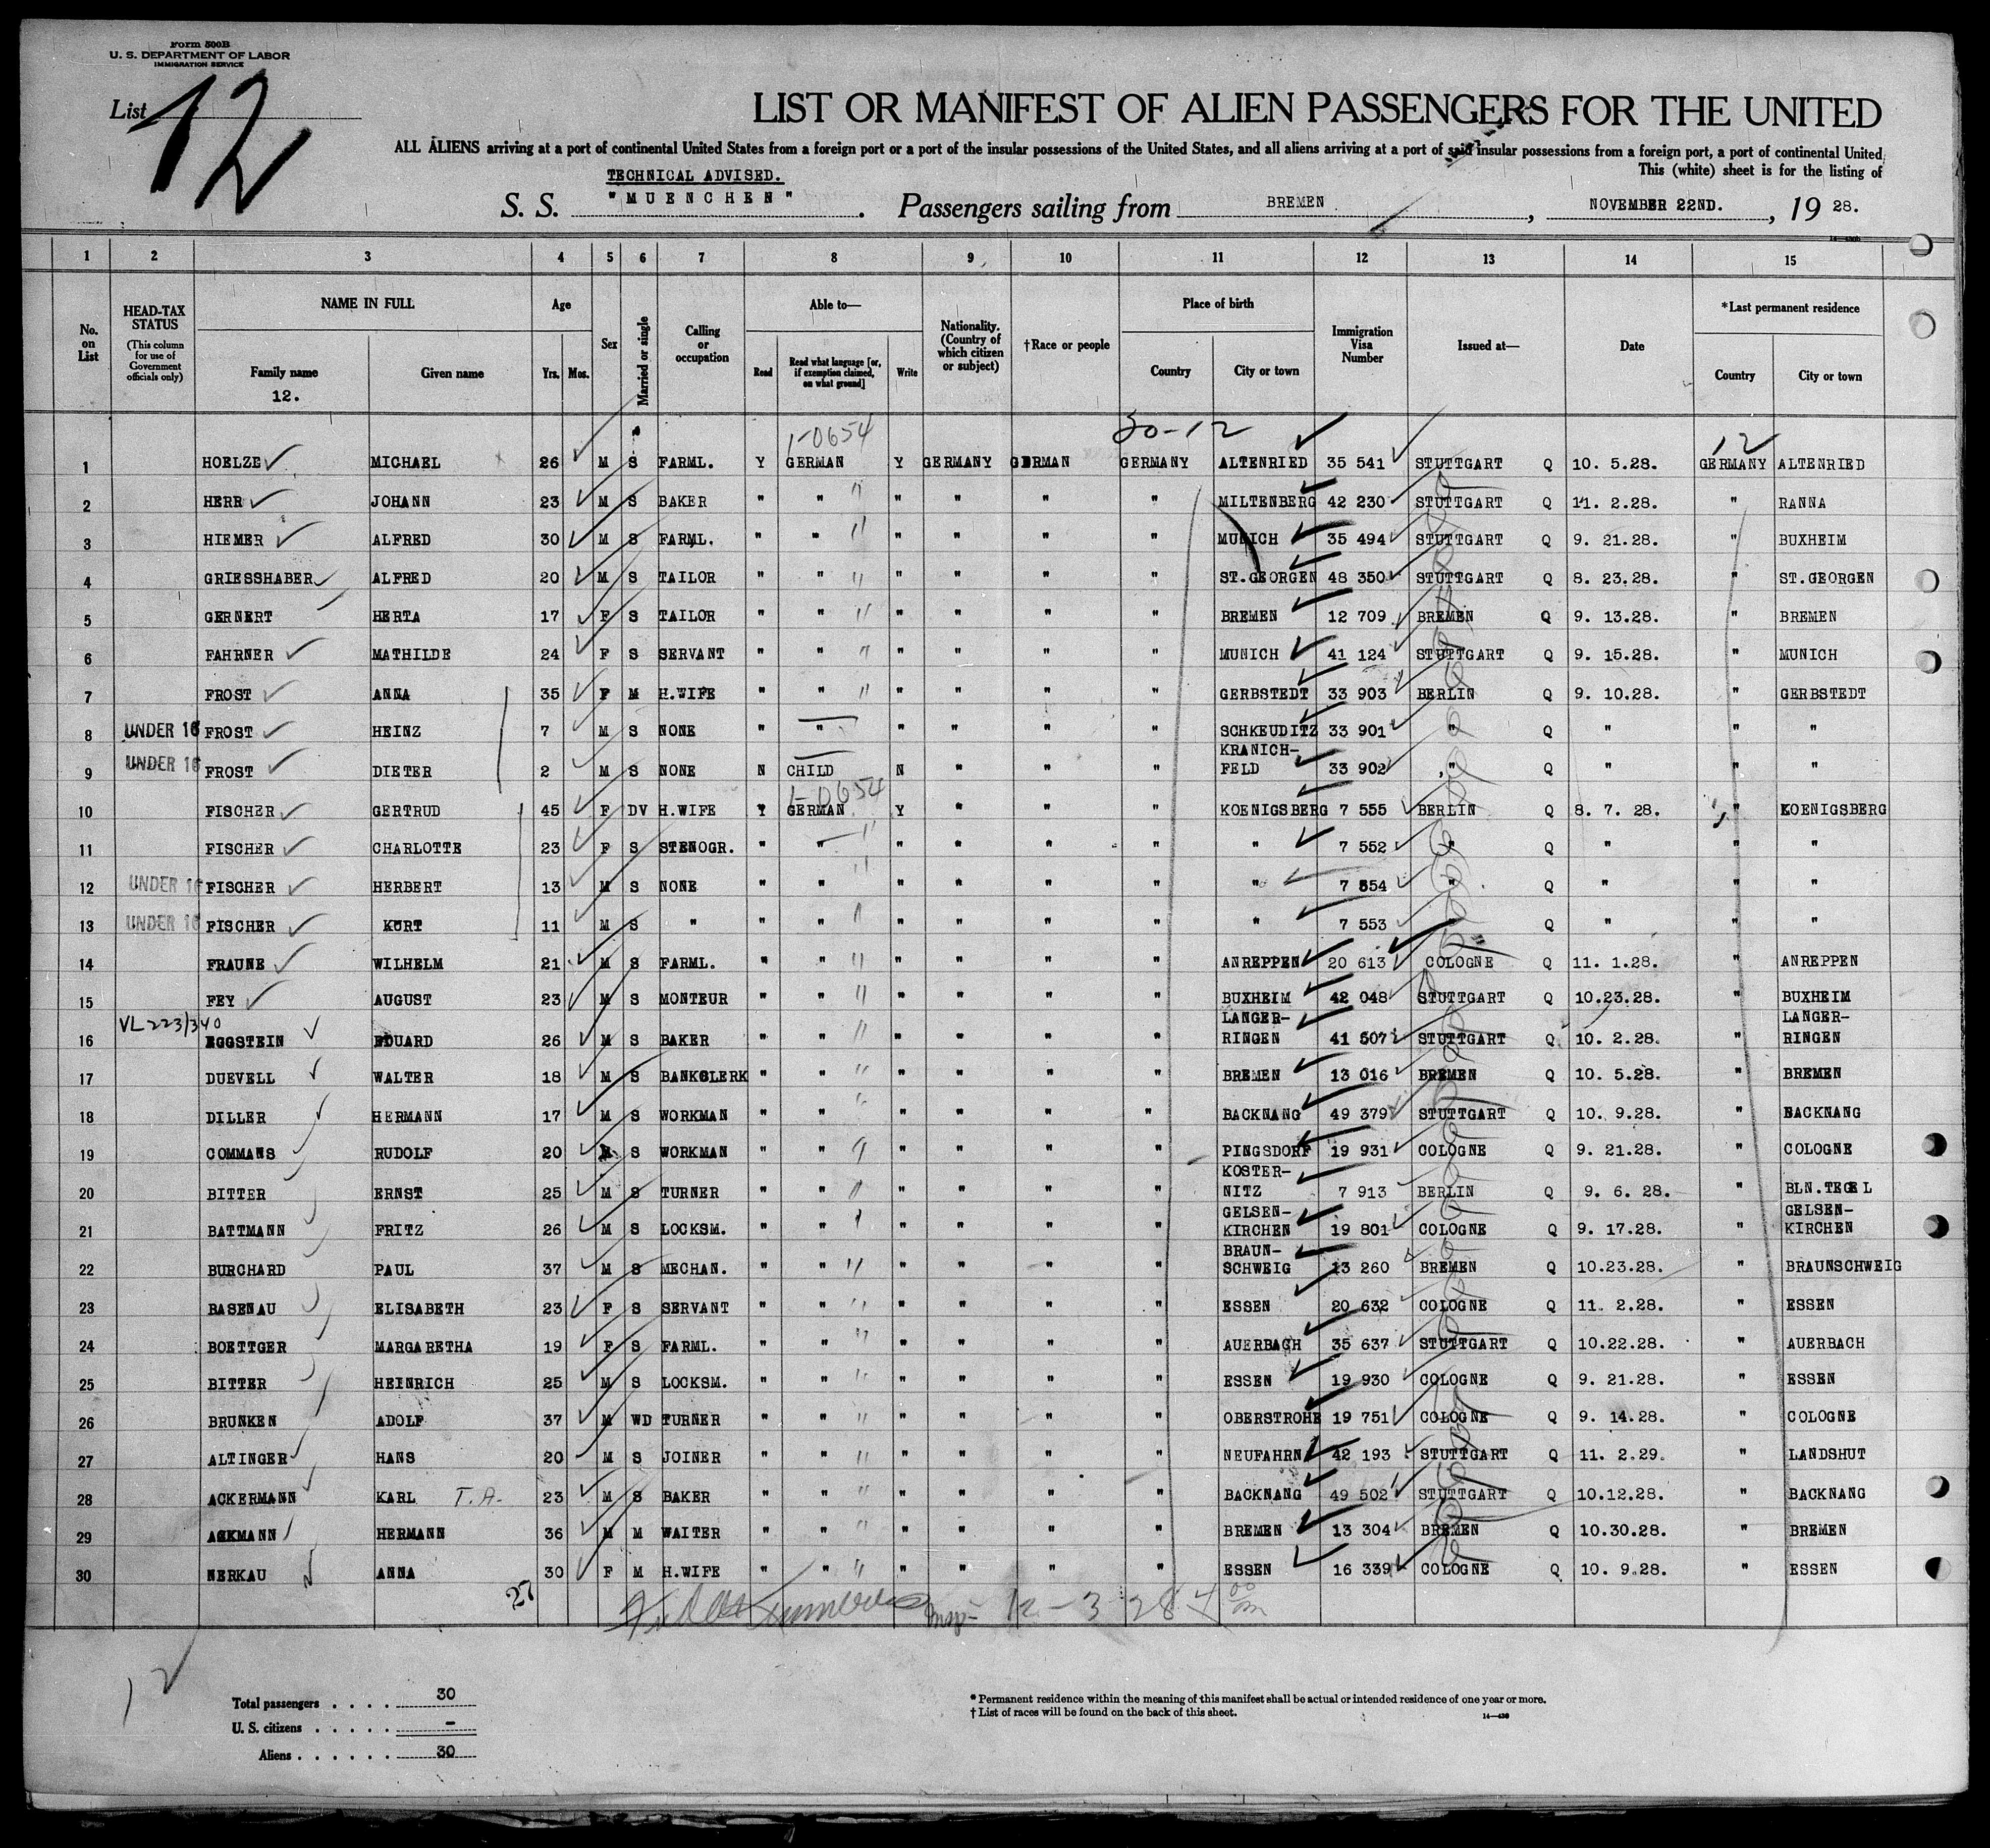 Form 500B
U. S. DEPARTMENT OF LABOR
IMMIGRATION SERVICE
List 12
LIST OR MANIFEST OF ALIEN PASSENGERS FOR THE UNITED
ALL ALIENS arriving at a port of continental United States from a foreign port or a port of the insular possessions of the United States, and all aliens arriving at a port of said insular possessions from a foreign port, a port of continental United
This (white) sheet is for the listing of
TECHNICAL ADVISED.
S. S. "MUENCHEN". Passengers sailing from BREMEN, NOVEMBER 22ND., 19 28.
1 2 3 4 5 6 7 8 9 10 11 12 13 14 15
No. on List
HEAD-TAX STATUS (This column for use of Government officials only)
NAME IN FULL Family name Given name
12.
Age Yrs. Mos.
Sex
Married or single
Calling or occupation
Able to— Read Read what language [or, if exemption claimed, on what ground] Write
Nationality. (Country of which citizen or subject)
†Race or people
Place of birth Country City or town
Immigration Visa Number
Issued at—
Date
*Last permanent residence Country City or town
1-0654 30-12 12
1 HOELZE MICHAEL 26 M S FARML. Y GERMAN Y GERMANY GERMAN GERMANY ALTENRIED 35 541 STUTTGART Q 10. 5.28. GERMANY ALTENRIED
2 HERR JOHANN 23 M S BAKER " " " " " " MILTENBERG 42 230 STUTTGART Q 11. 2.28. " RANNA
3 HIEMER ALFRED 30 M S FARML. " " " " " " MUNICH 35 494 STUTTGART Q 9. 21.28. " BUXHEIM
4 GRIESSHABER ALFRED 20 M S TAILOR " " " " " " ST.GEORGEN 48 350 STUTTGART Q 8. 23.28. " ST.GEORGEN
5 GERNERT HERTA 17 F S TAILOR " " " " " " BREMEN 12 709 BREMEN Q 9. 13.28. " BREMEN
6 FAHRNER MATHILDE 24 F S SERVANT " " " " " " MUNICH 41 124 STUTTGART Q 9. 15.28. " MUNICH
7 FROST ANNA 35 F M H.WIFE " " " " " " GERBSTEDT 33 903 BERLIN Q 9. 10.28. " GERBSTEDT
8 UNDER 16 FROST HEINZ 7 M S NONE " " " " " " SCHKEUDITZ 33 901 " Q " " "
9 UNDER 16 FROST DIETER 2 M S NONE N CHILD N " " " KRANICH-FELD 33 902 " Q " " "
1-0654
10 FISCHER GERTRUD 45 F DV H.WIFE Y GERMAN Y " " " KOENIGSBERG 7 555 BERLIN Q 8. 7. 28. " KOENIGSBERG
11 FISCHER CHARLOTTE 23 F S STENOGR. " " " " " " " 7 552 " Q " " "
12 UNDER 16 FISCHER HERBERT 13 M S NONE " " " " " " " 7 554 " Q " " "
13 UNDER 16 FISCHER KURT 11 M S " " " " " " " " 7 553 " Q " " "
14 FRAUNE WILHELM 21 M S FARML. " " " " " " ANREPPEN 20 613 COLOGNE Q 11. 1.28. " ANREPPEN
15 FEY AUGUST 23 M S MONTEUR " " " " " " BUXHEIM 42 048 STUTTGART Q 10.23.28. " BUXHEIM
VL 223/340
16 EGGSTEIN EDUARD 26 M S BAKER " " " " " " LANGER-RINGEN 41 507 STUTTGART Q 10. 2.28. " LANGER-RINGEN
17 DUEVELL WALTER 18 M S BANKCLERK " " " " " " BREMEN 13 016 BREMEN Q 10. 5.28. " BREMEN
18 DILLER HERMANN 17 M S WORKMAN " " " " " " BACKNANG 49 379 STUTTGART Q 10. 9.28. " BACKNANG
19 COMMANS RUDOLF 20 M S WORKMAN " " " " " " PINGSDORF 19 931 COLOGNE Q 9. 21.28. " COLOGNE
20 BITTER ERNST 25 M S TURNER " " " " " " KOSTER-NITZ 7 913 BERLIN Q 9. 6. 28. " BLN.TEGEL
21 BATTMANN FRITZ 26 M S LOCKSM. " " " " " " GELSEN-KIRCHEN 19 801 COLOGNE Q 9. 17.28. " GELSEN-KIRCHEN
22 BURCHARD PAUL 37 M S MECHAN. " " " " " " BRAUN-SCHWEIG 13 260 BREMEN Q 10.23.28. " BRAUNSCHWEIG
23 BASENAU ELISABETH 23 F S SERVANT " " " " " " ESSEN 20 632 COLOGNE Q 11. 2.28. " ESSEN
24 BOETTGER MARGARETHA 19 F S FARML. " " " " " " AUERBACH 35 637 STUTTGART Q 10.22.28. " AUERBACH
25 BITTER HEINRICH 25 M S LOCKSM. " " " " " " ESSEN 19 930 COLOGNE Q 9. 21.28. " ESSEN
26 BRUNKEN ADOLF 37 M WD TURNER " " " " " " OBERSTROHE 19 751 COLOGNE Q 9. 14.28. " COLOGNE
27 ALTINGER HANS 20 M S JOINER " " " " " " NEUFAHRN 42 193 STUTTGART Q 11. 2.29. " LANDSHUT
28 ACKERMANN KARL T.A. 23 M S BAKER " " " " " " BACKNANG 49 502 STUTTGART Q 10.12.28. " BACKNANG
29 ACKMANN HERMANN 36 M M WAITER " " " " " " BREMEN 13 304 BREMEN Q 10.30.28. " BREMEN
30 NERKAU ANNA 30 F M H.WIFE " " " " " " ESSEN 16 339 COLOGNE Q 10. 9.28. " ESSEN
27 Insp- 12-3 28 4 00
12
Total passengers . . . . 30
U. S. citizens . . . . . -
Aliens . . . . . . 30
* Permanent residence within the meaning of this manifest shall be actual or intended residence of one year or more.
† List of races will be found on the back of this sheet.